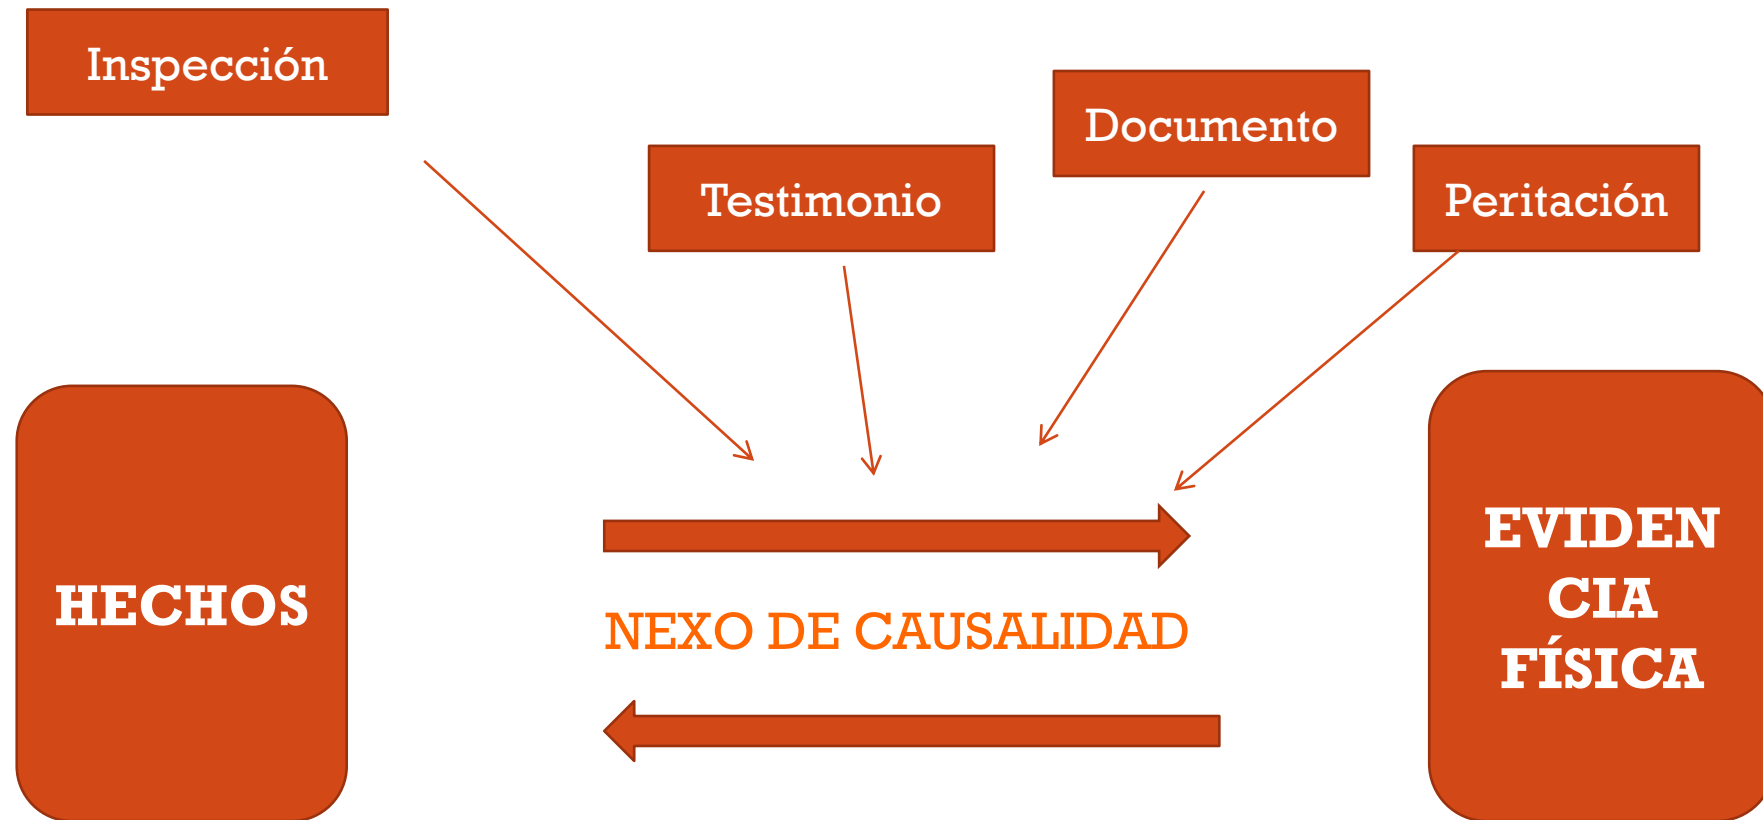 Inspección
Documento
Testimonio
Peritación
HECHOS
NEXO DE CAUSALIDAD
EVIDEN
CIA
FÍSICA